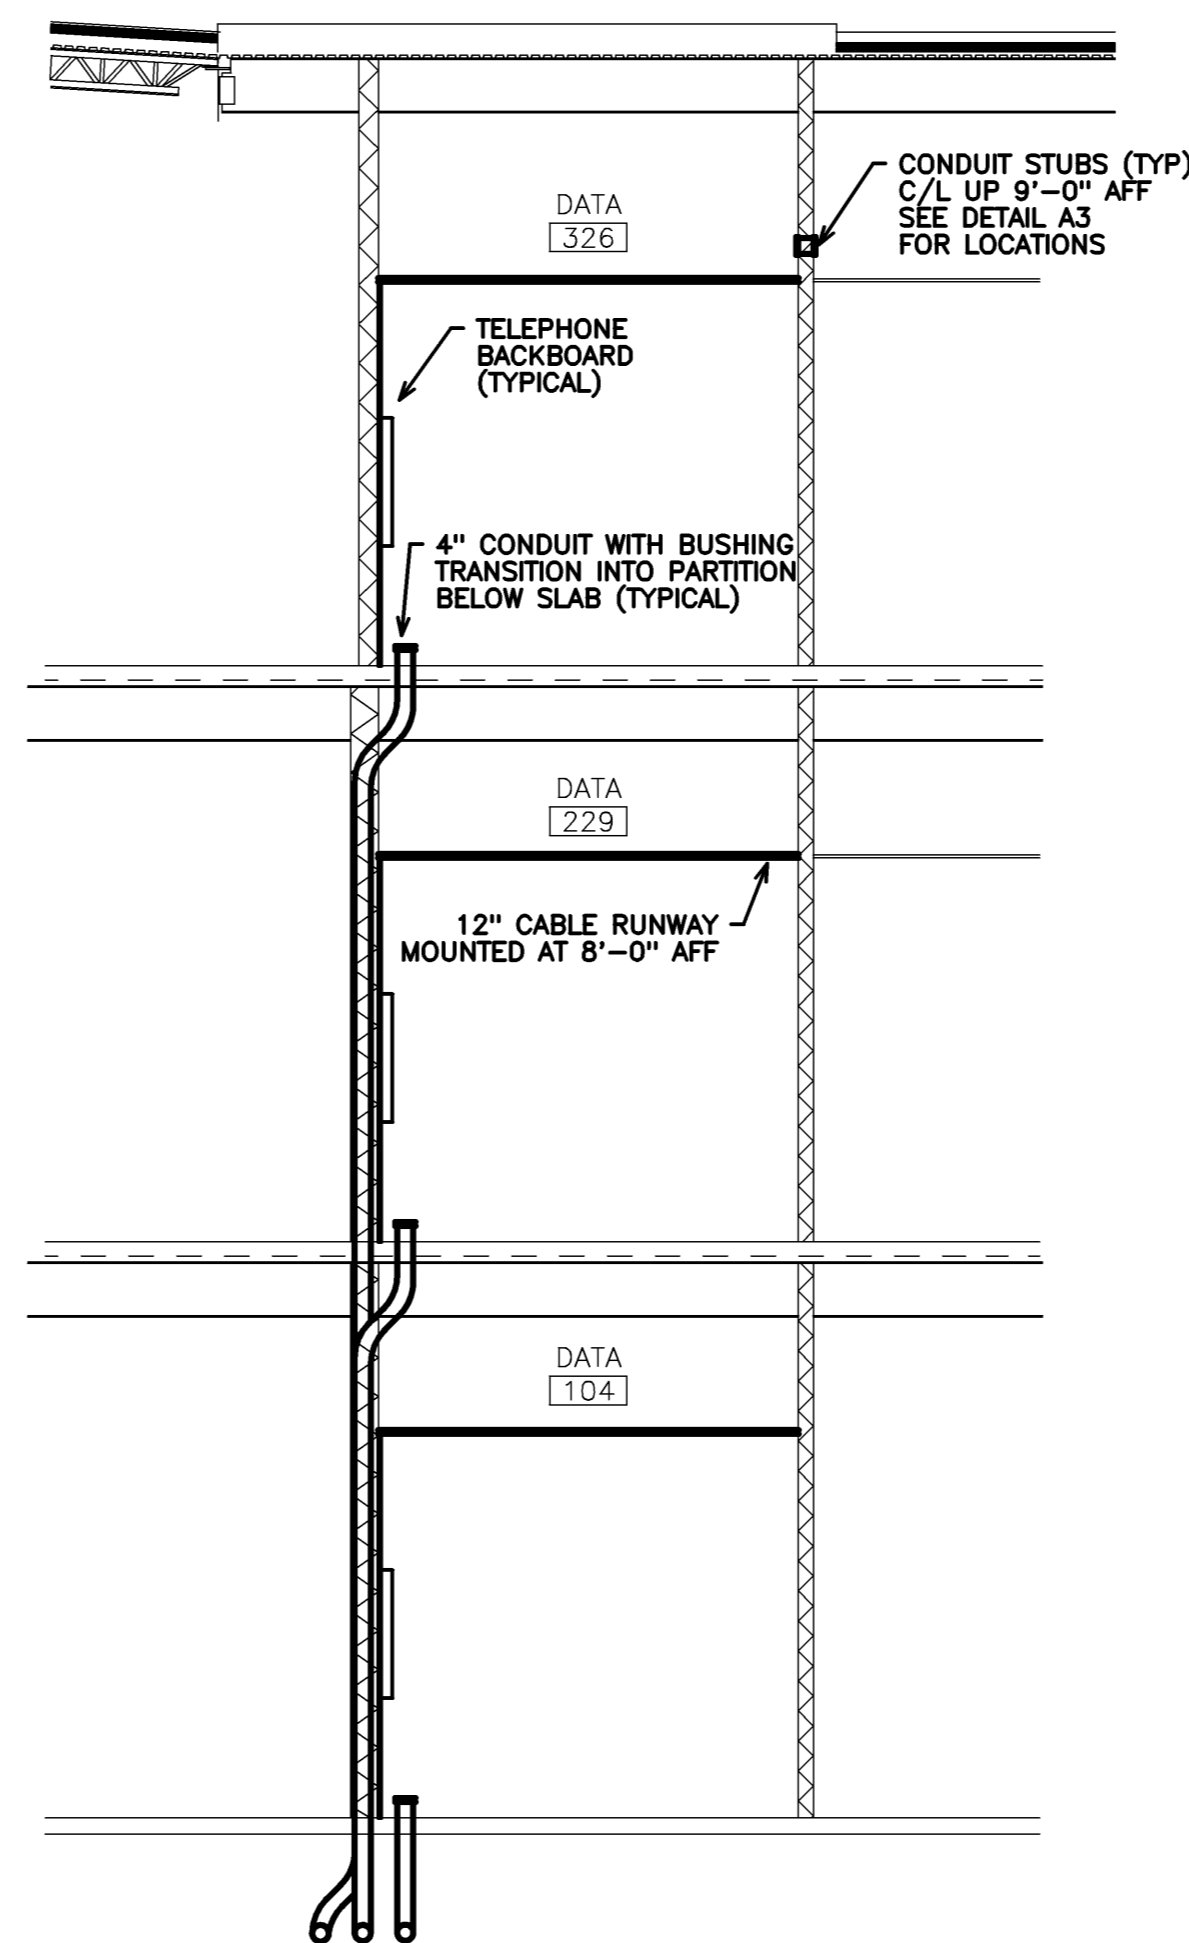 CONDUIT STUBS (TYP)
C/L UP 9'-0" AFF
SEE DETAIL A3
FOR LOCATIONS
DATA
326
TELEPHONE
BACKBOARD
(TYPICAL)
4" CONDUIT WITH BUSHING
TRANSITION INTO PARTITION
BELOW SLAB (TYPICAL)
DATA
229
12" CABLE RUNWAY
MOUNTED AT 8'-0" AFF
DATA
104